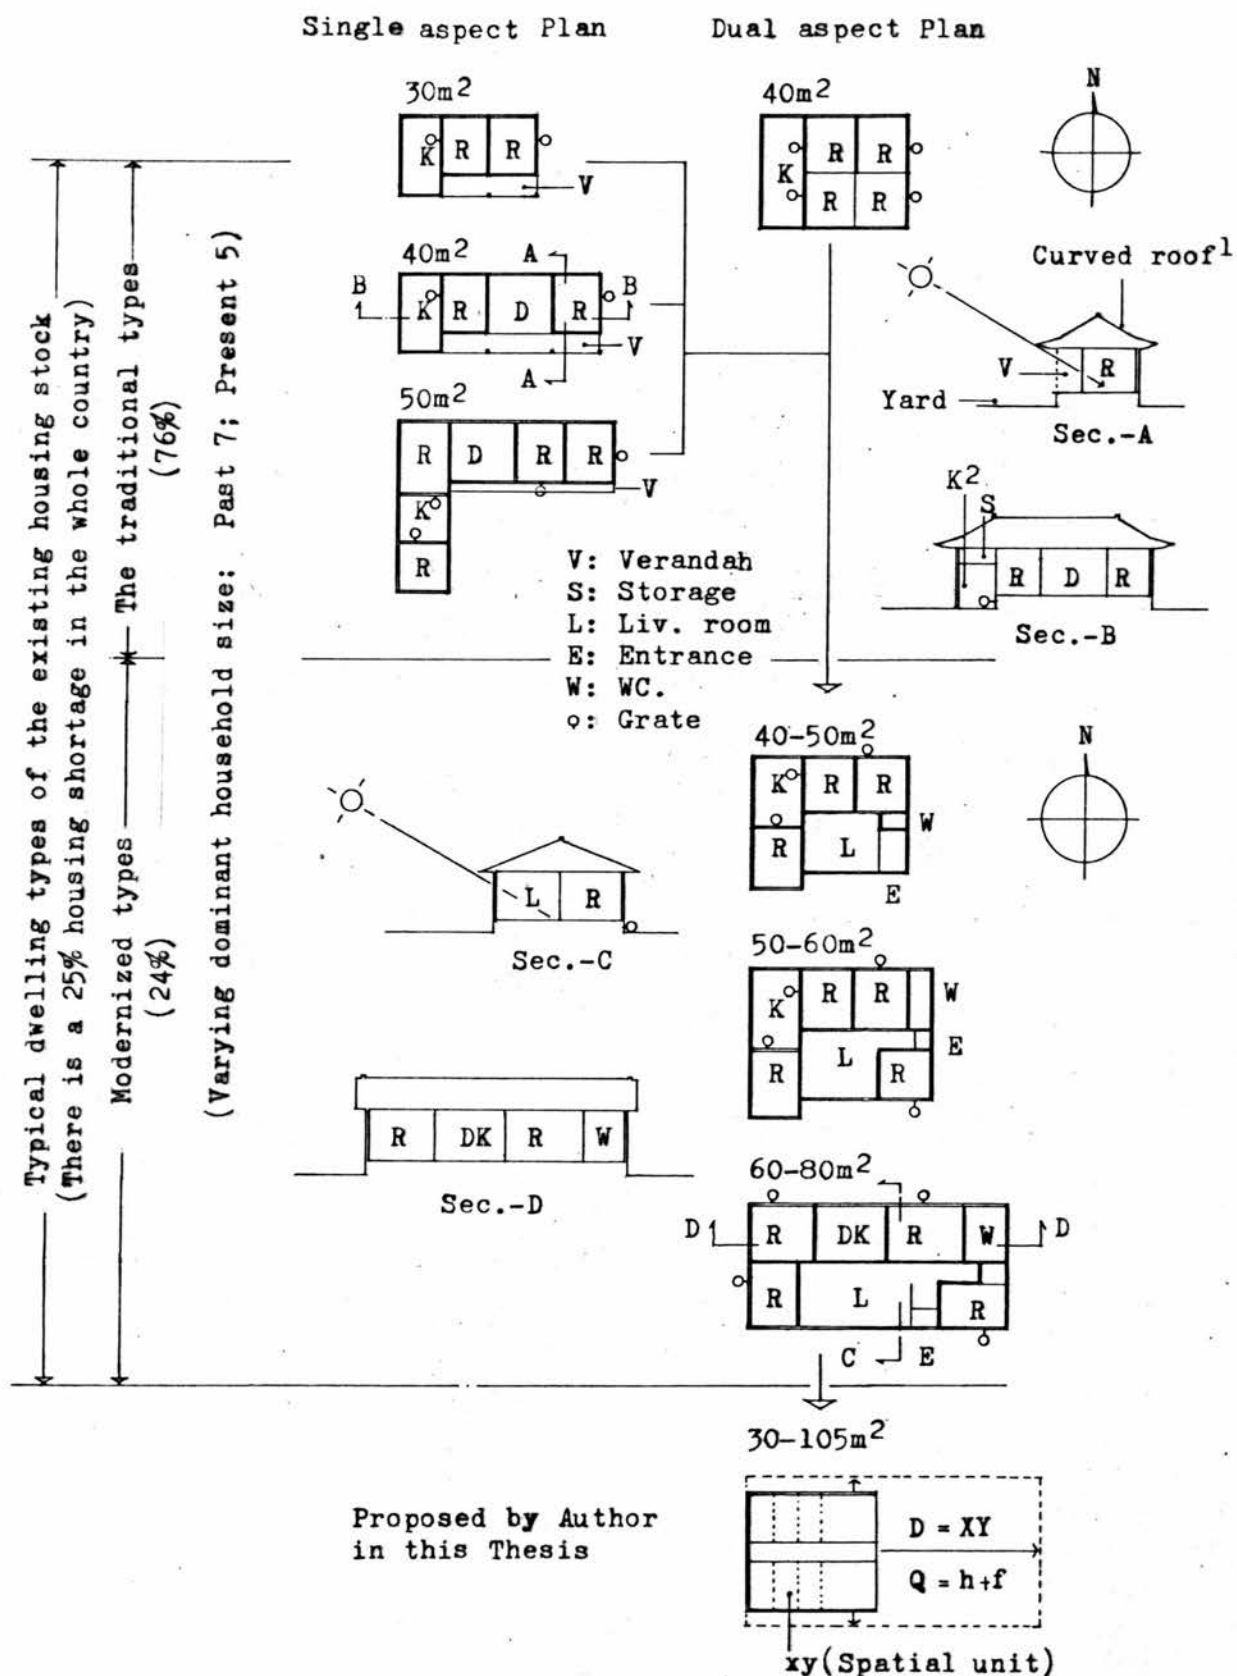 Single aspect Plan
Dual aspect Plan
30m2
K R R
V
40m2
K R R
R R
N
40m2
A
B
B
K R D R
V
A
Curved roof1
V R
Yard
Sec.-A
50m2
R D R R
V
K
R
K2
S
R D R
Sec.-B
V: Verandah
S: Storage
L: Liv. room
E: Entrance
W: WC.
o: Grate
Typical dwelling types of the existing housing stock
(There is a 25% housing shortage in the whole country)
The traditional types
(76%)
Modernized types
(24%)
(Varying dominant household size: Past 7; Present 5)
40-50m2
K R R
W
R L
E
N
L R
Sec.-C
50-60m2
K R R W
E
R L R
R DK R W
Sec.-D
60-80m2
D R DK R W D
R L R
C E
30-105m2
Proposed by Author
in this Thesis
D = XY
Q = h+f
xy(Spatial unit)